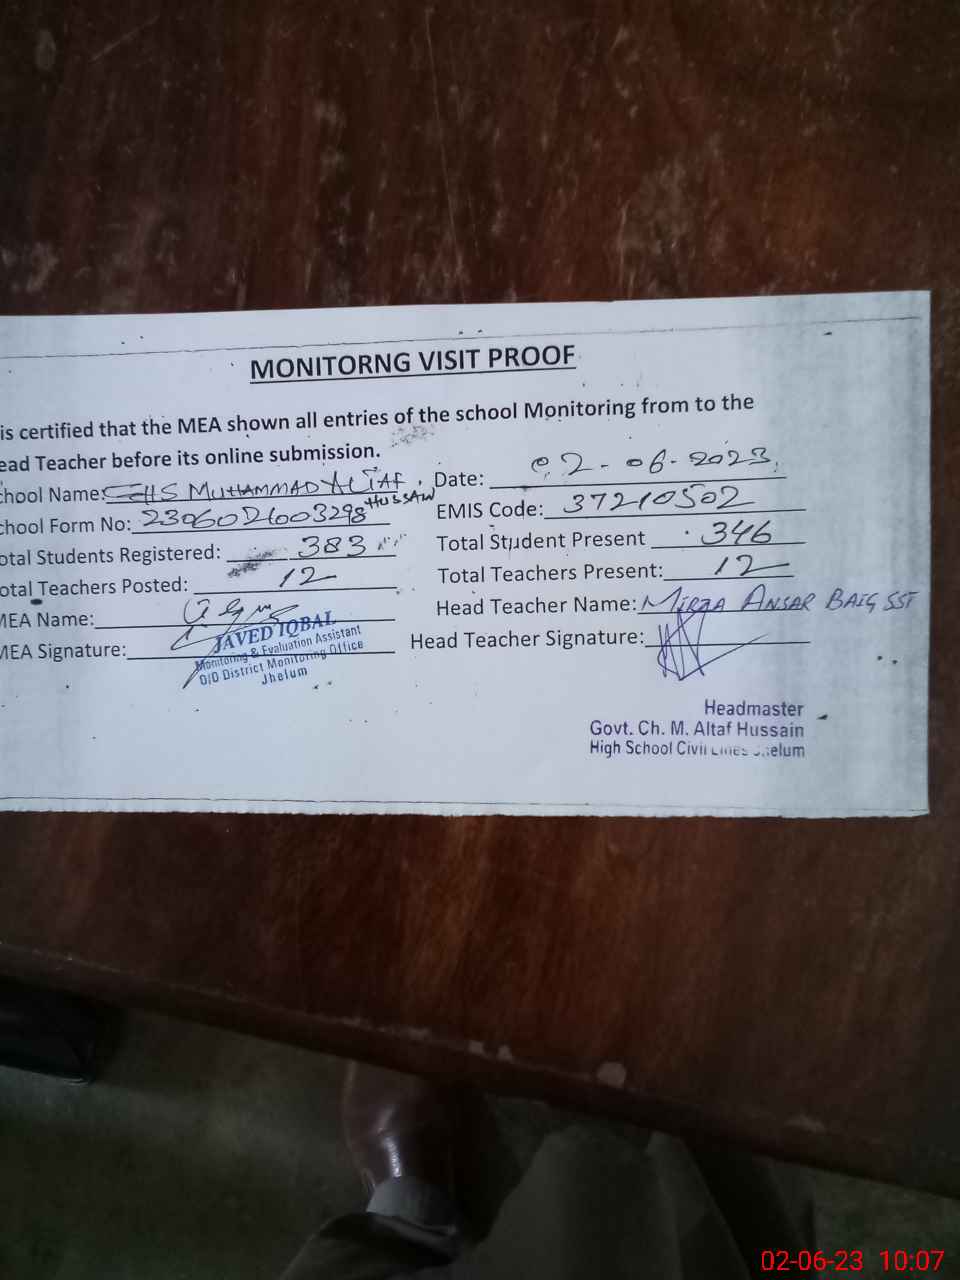 MONITORNG VISIT PROOF
is certified that the MEA shown all entries of the school Monitoring from to the
ead Teacher before its online submission.
chool Name: GHS MUHAMMAD ALTAF HUSSAIN Date: 02-06-2023
chool Form No: EMIS Code: 37210502
otal Students Registered: 383 Total Student Present 346
otal Teachers Posted: 12 Total Teachers Present: 12
MEA Name: Head Teacher Name: MIRZA ANSAR BAIG SST
MEA Signature: Head Teacher Signature:
JAVED IQBAL
Monitoring & Evaluation Assistant
O/O District Monitoring Office
Jhelum
Headmaster
Govt. Ch. M. Altaf Hussain
High School Civil Lines Jhelum
02-06-23 10:07